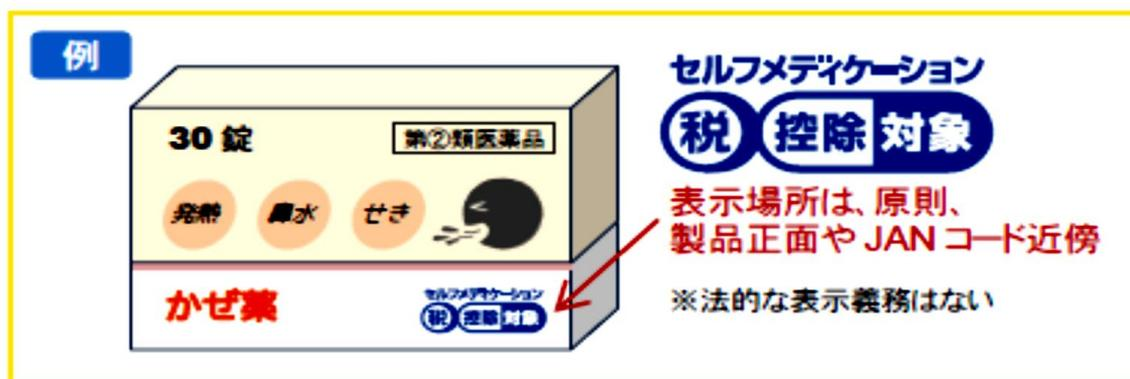 例
30 錠
第②類医薬品
発熱
鼻水
せき
かぜ薬
セルフメディケーション
税 控除 対象
セルフメディケーション
税 控除 対象
表示場所は、原則、
製品正面や JAN コード近傍
※法的な表示義務はない